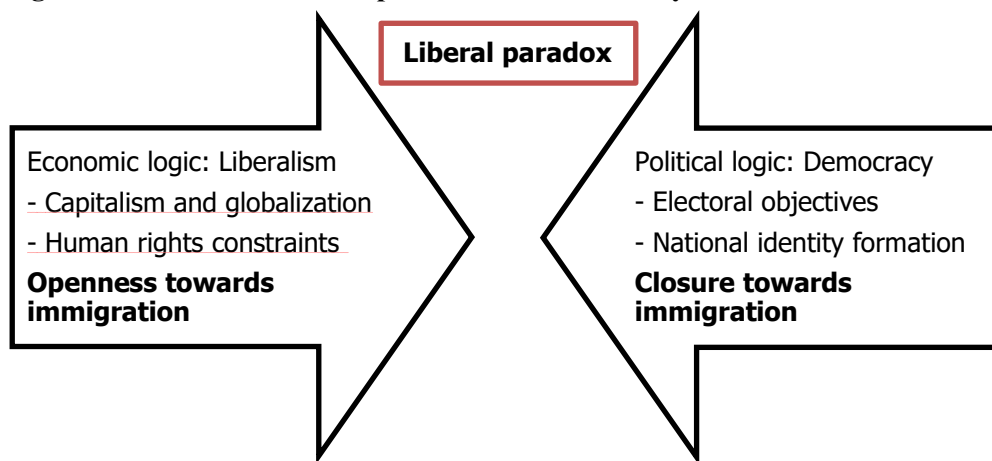 Liberal paradox
Economic logic: Liberalism
- Capitalism and globalization
- Human rights constraints
Openness towards
immigration
Political logic: Democracy
- Electoral objectives
- National identity formation
Closure towards
immigration